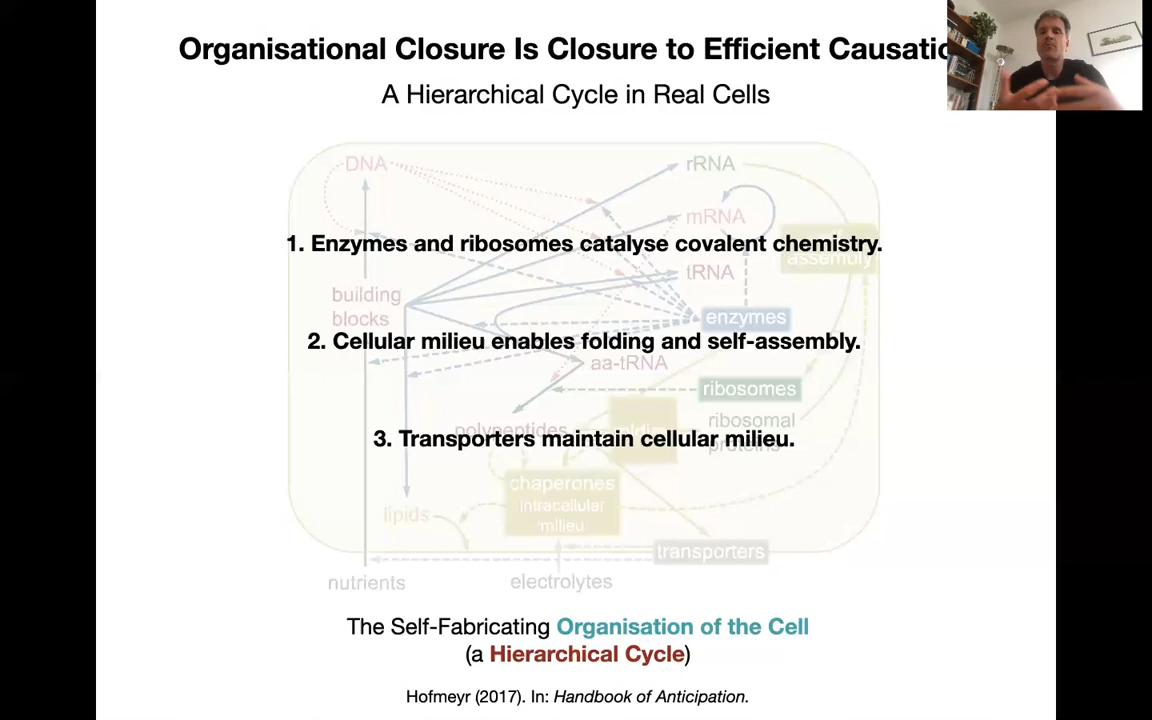 Organisational Closure Is Closure to Efficient Causatio
A Hierarchical Cycle in Real Cells
DNA
rRNA
mRNA
1. Enzymes and ribosomes catalyse covalent chemistry.
assembly
tRNA
building
blocks
enzymes
2. Cellular milieu enables folding and self-assembly.
aa-tRNA
ribosomes
ribosomal
proteins
polypeptides
3. Transporters maintain cellular milieu.
chaperones
intracellular
milieu
lipids
transporters
nutrients
electrolytes
The Self-Fabricating Organisation of the Cell
(a Hierarchical Cycle)
Hofmeyr (2017). In: Handbook of Anticipation.